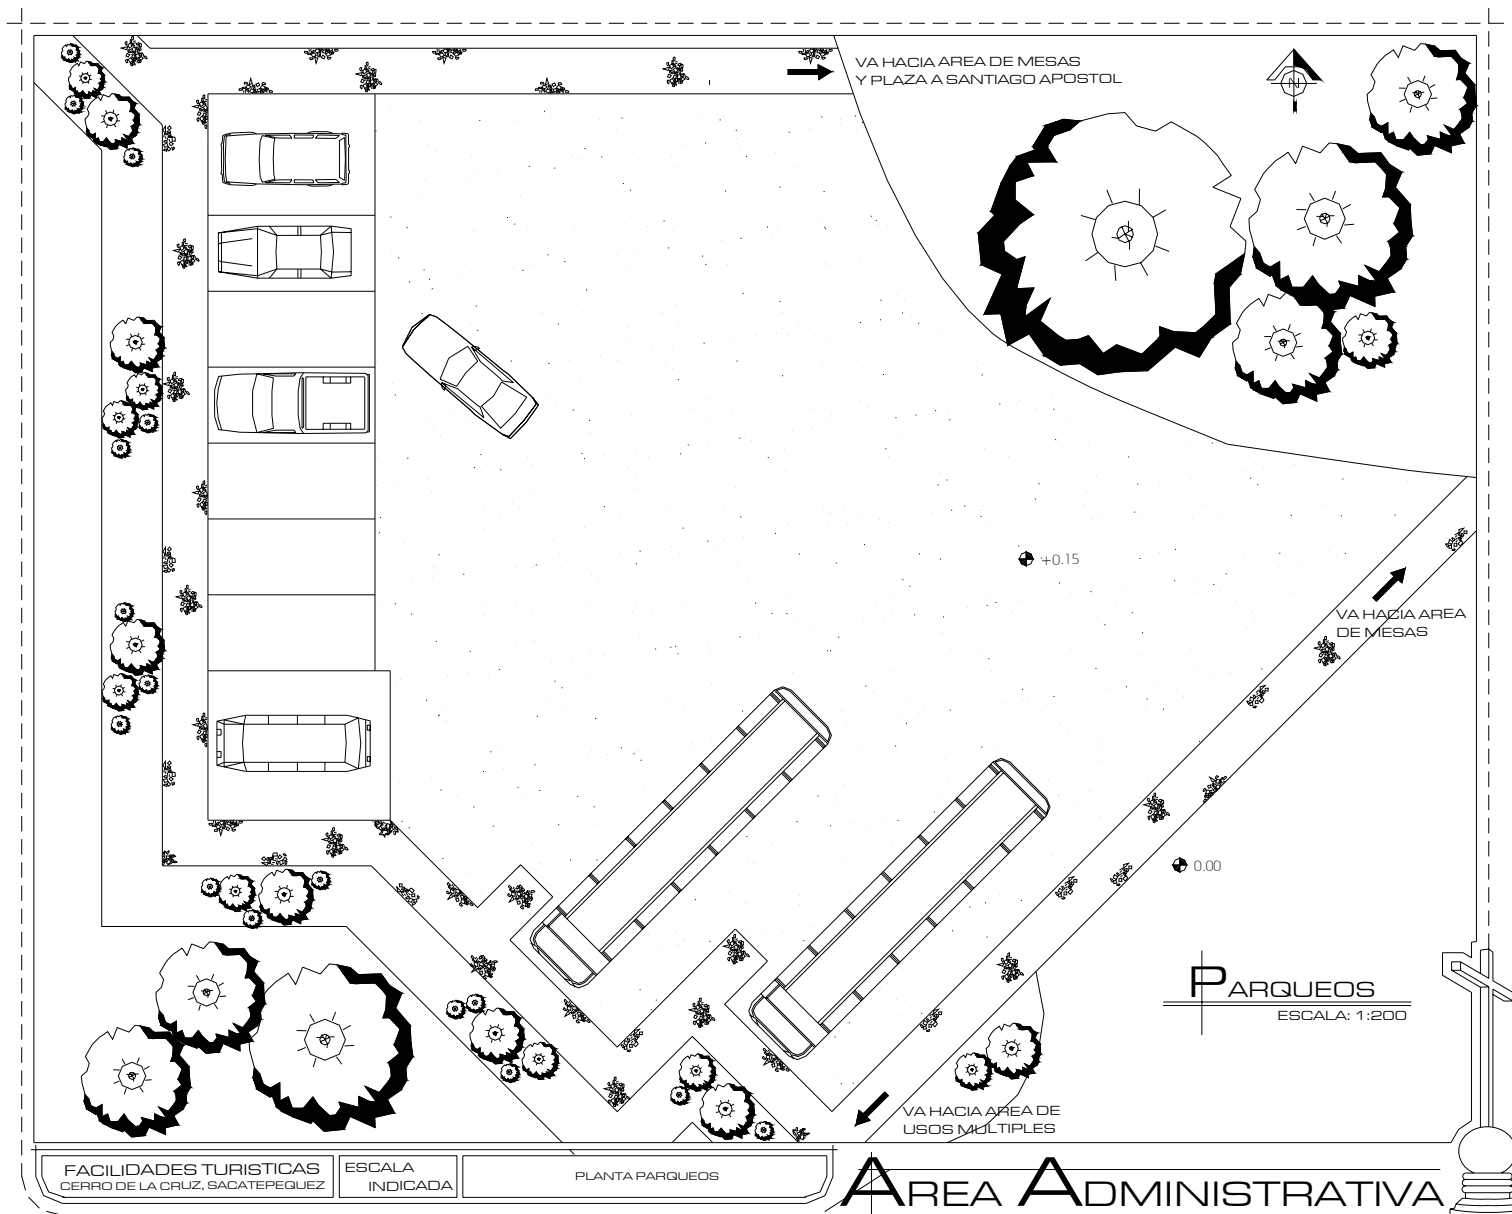 VA HACIA AREA DE MESAS
Y PLAZA A SANTIAGO APOSTOL
N
+0.15
VA HACIA AREA
DE MESAS
0.00
PARQUEOS
ESCALA: 1:200
VA HACIA AREA DE
USOS MULTIPLES
FACILIDADES TURISTICAS
CERRO DE LA CRUZ, SACATEPEQUEZ
ESCALA
INDICADA
PLANTA PARQUEOS
AREA ADMINISTRATIVA